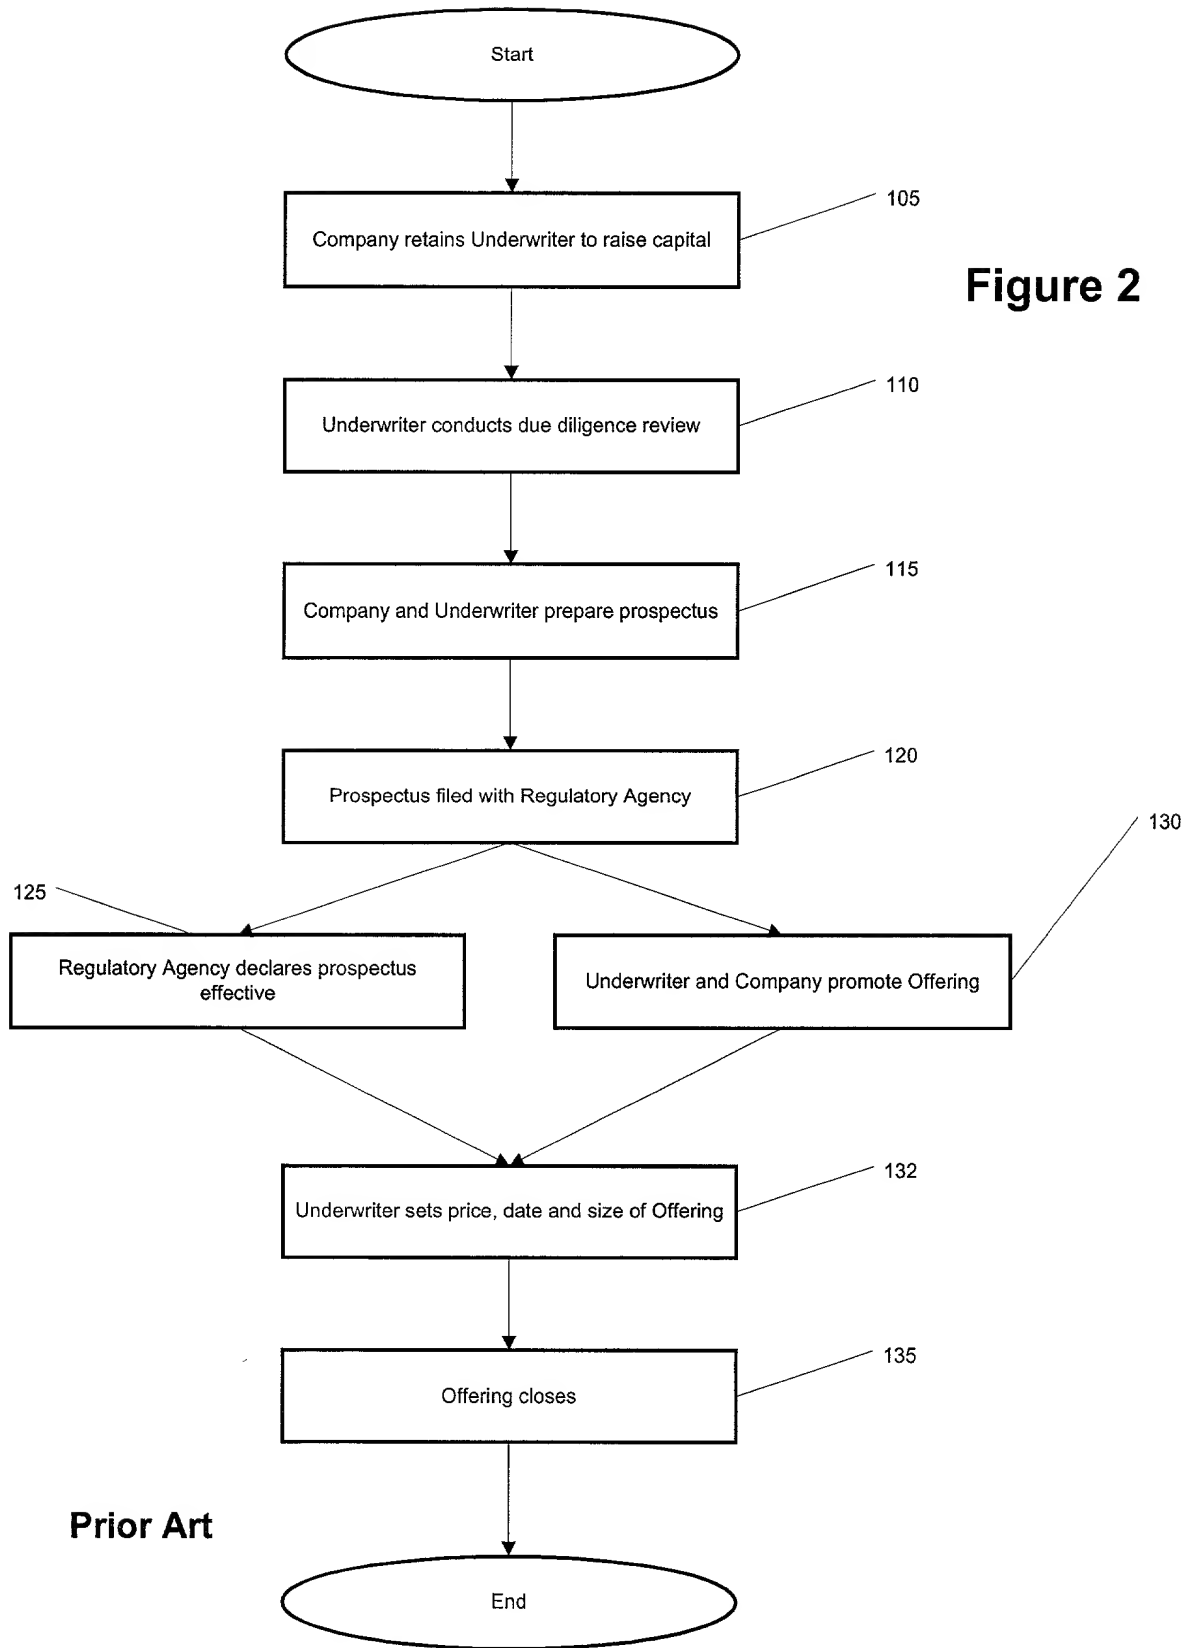 Start
105
Company retains Underwriter to raise capital
Figure 2
110
Underwriter conducts due diligence review
115
Company and Underwriter prepare prospectus
120
Prospectus filed with Regulatory Agency
130
125
Regulatory Agency declares prospectus
effective
Underwriter and Company promote Offering
132
Underwriter sets price, date and size of Offering
135
Offering closes
Prior Art
End